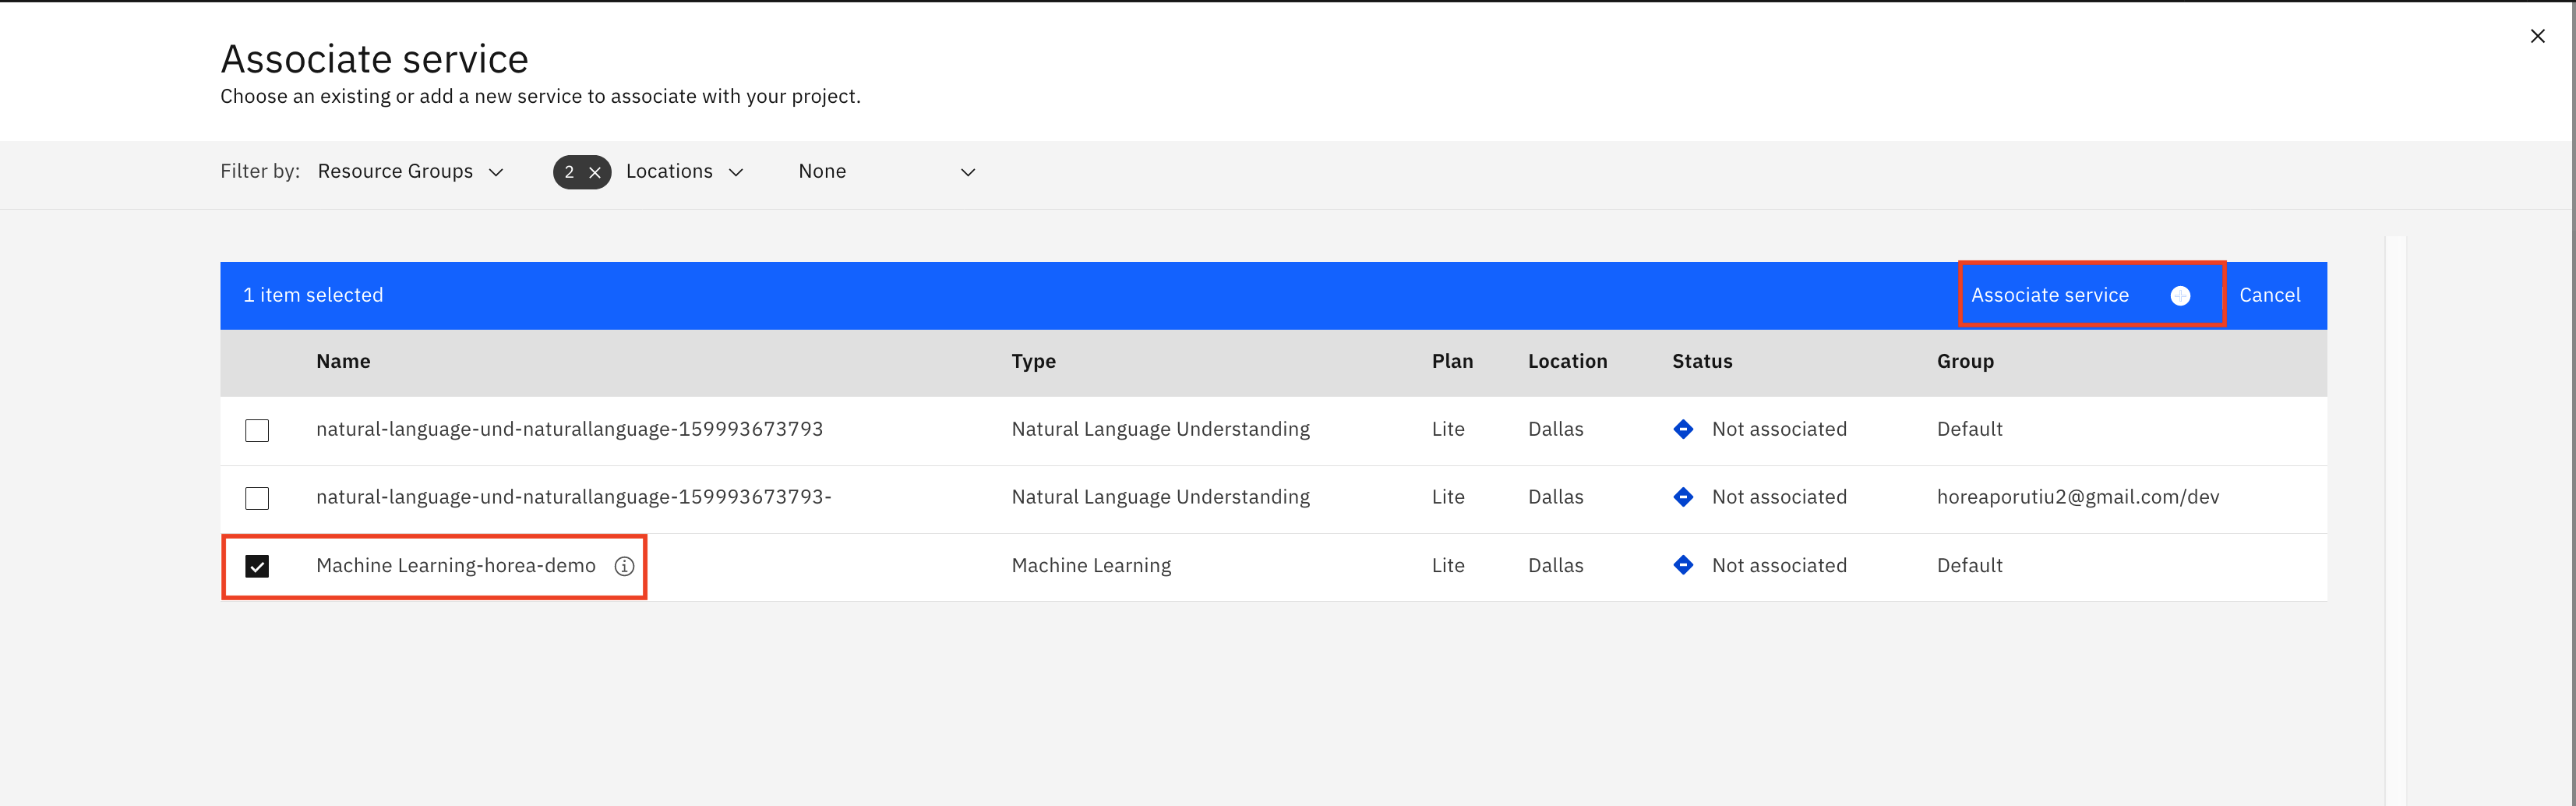 Associate service
Choose an existing or add a new service to associate with your project.
Filter by: Resource Groups 2 Locations None
1 item selected Associate service Cancel
Name Type Plan Location Status Group
natural-language-und-naturallanguage-159993673793 Natural Language Understanding Lite Dallas Not associated Default
natural-language-und-naturallanguage-159993673793- Natural Language Understanding Lite Dallas Not associated horeaporutiu2@gmail.com/dev
Machine Learning-horea-demo Machine Learning Lite Dallas Not associated Default